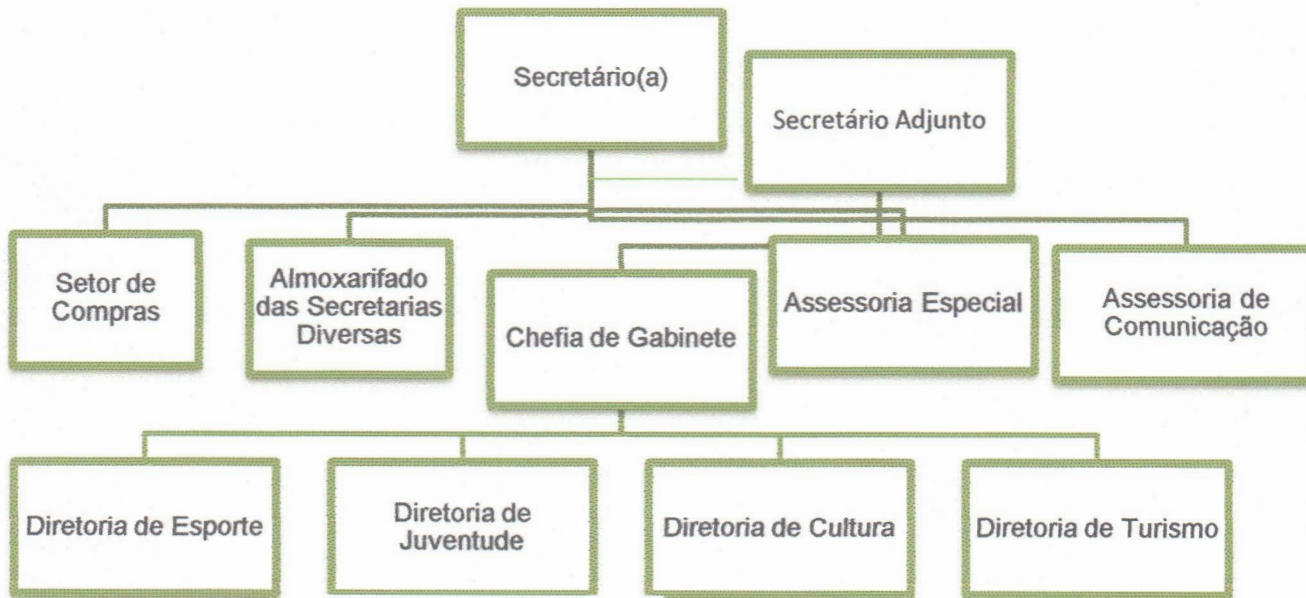 Secretário(a)
Secretário Adjunto
Setor de
Compras
Almoxarifado
das Secretarias
Diversas
Chefia de Gabinete
Assessoria Especial
Assessoria de
Comunicação
Diretoria de Esporte
Diretoria de
Juventude
Diretoria de Cultura
Diretoria de Turismo